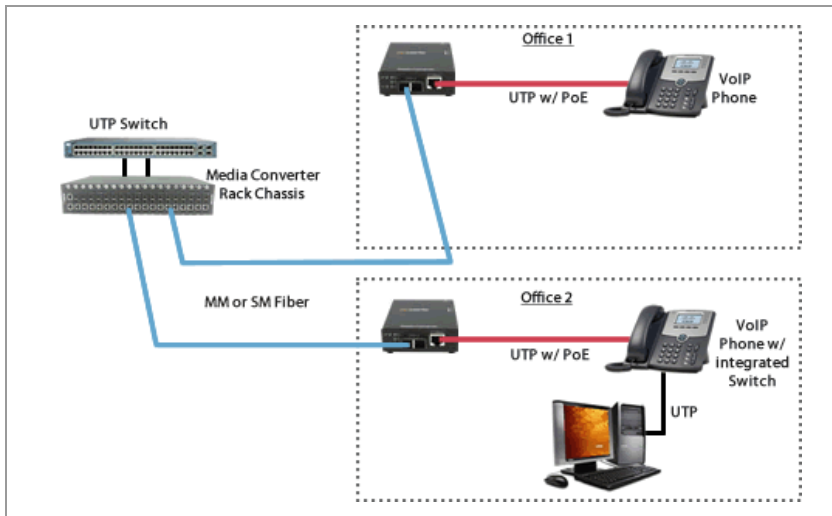 Office 1
UTP w/ PoE
VoIP
Phone
UTP Switch
Media Converter
Rack Chassis
MM or SM Fiber
Office 2
UTP w/ PoE
VoIP
Phone w/
integrated
Switch
UTP